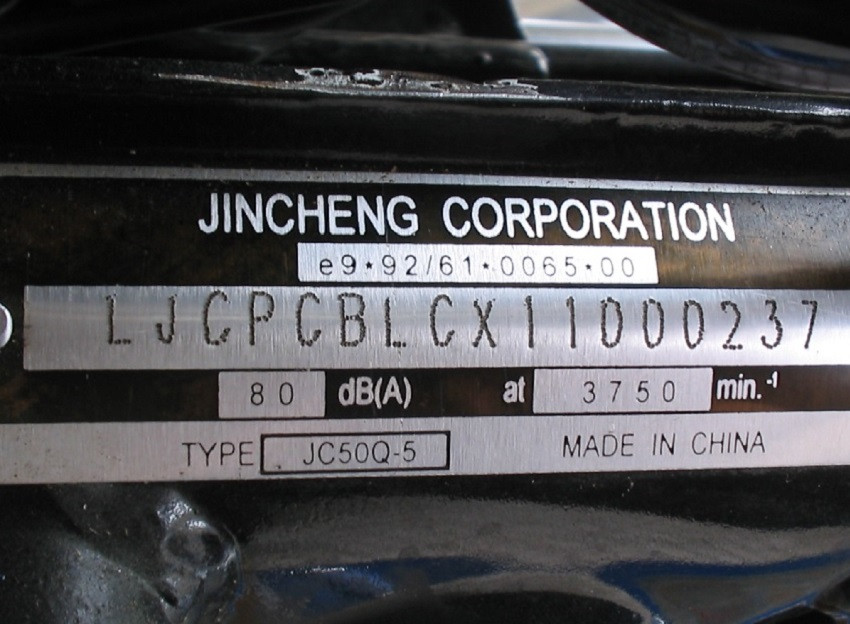 JINCHENG CORPORATION
e9*92/61*0065*00
LJCPCBLCX11000237
80 dB(A) at 3750 min.-1
TYPE JC50Q-5 MADE IN CHINA